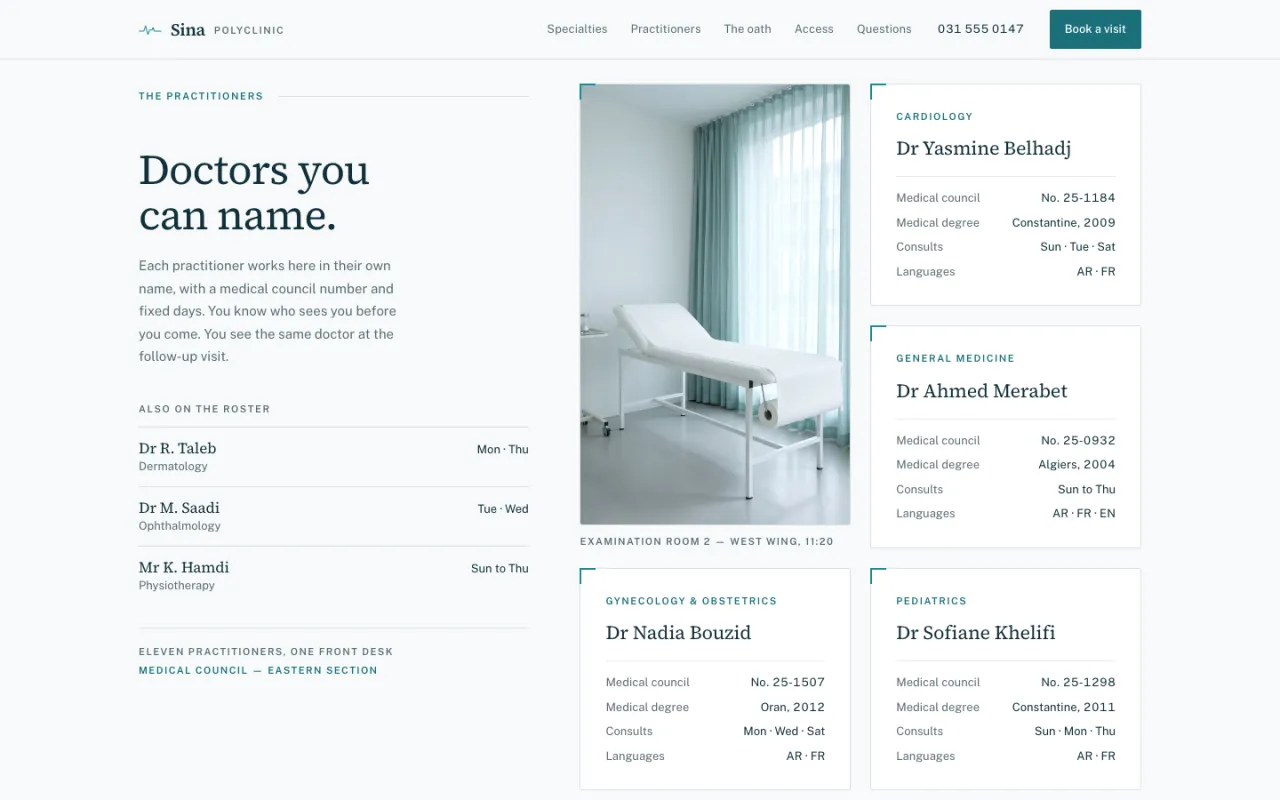 Sina POLYCLINIC
Specialties Practitioners The oath Access Questions 031 555 0147 Book a visit
THE PRACTITIONERS
Doctors you
can name.
Each practitioner works here in their own
name, with a medical council number and
fixed days. You know who sees you before
you come. You see the same doctor at the
follow-up visit.
ALSO ON THE ROSTER
Dr R. Taleb Mon · Thu
Dermatology
Dr M. Saadi Tue · Wed
Ophthalmology
Mr K. Hamdi Sun to Thu
Physiotherapy
ELEVEN PRACTITIONERS, ONE FRONT DESK
MEDICAL COUNCIL — EASTERN SECTION
EXAMINATION ROOM 2 — WEST WING, 11:20
CARDIOLOGY
Dr Yasmine Belhadj
Medical council No. 25-1184
Medical degree Constantine, 2009
Consults Sun · Tue · Sat
Languages AR · FR
GENERAL MEDICINE
Dr Ahmed Merabet
Medical council No. 25-0932
Medical degree Algiers, 2004
Consults Sun to Thu
Languages AR · FR · EN
GYNECOLOGY & OBSTETRICS
Dr Nadia Bouzid
Medical council No. 25-1507
Medical degree Oran, 2012
Consults Mon · Wed · Sat
Languages AR · FR
PEDIATRICS
Dr Sofiane Khelifi
Medical council No. 25-1298
Medical degree Constantine, 2011
Consults Sun · Mon · Thu
Languages AR · FR